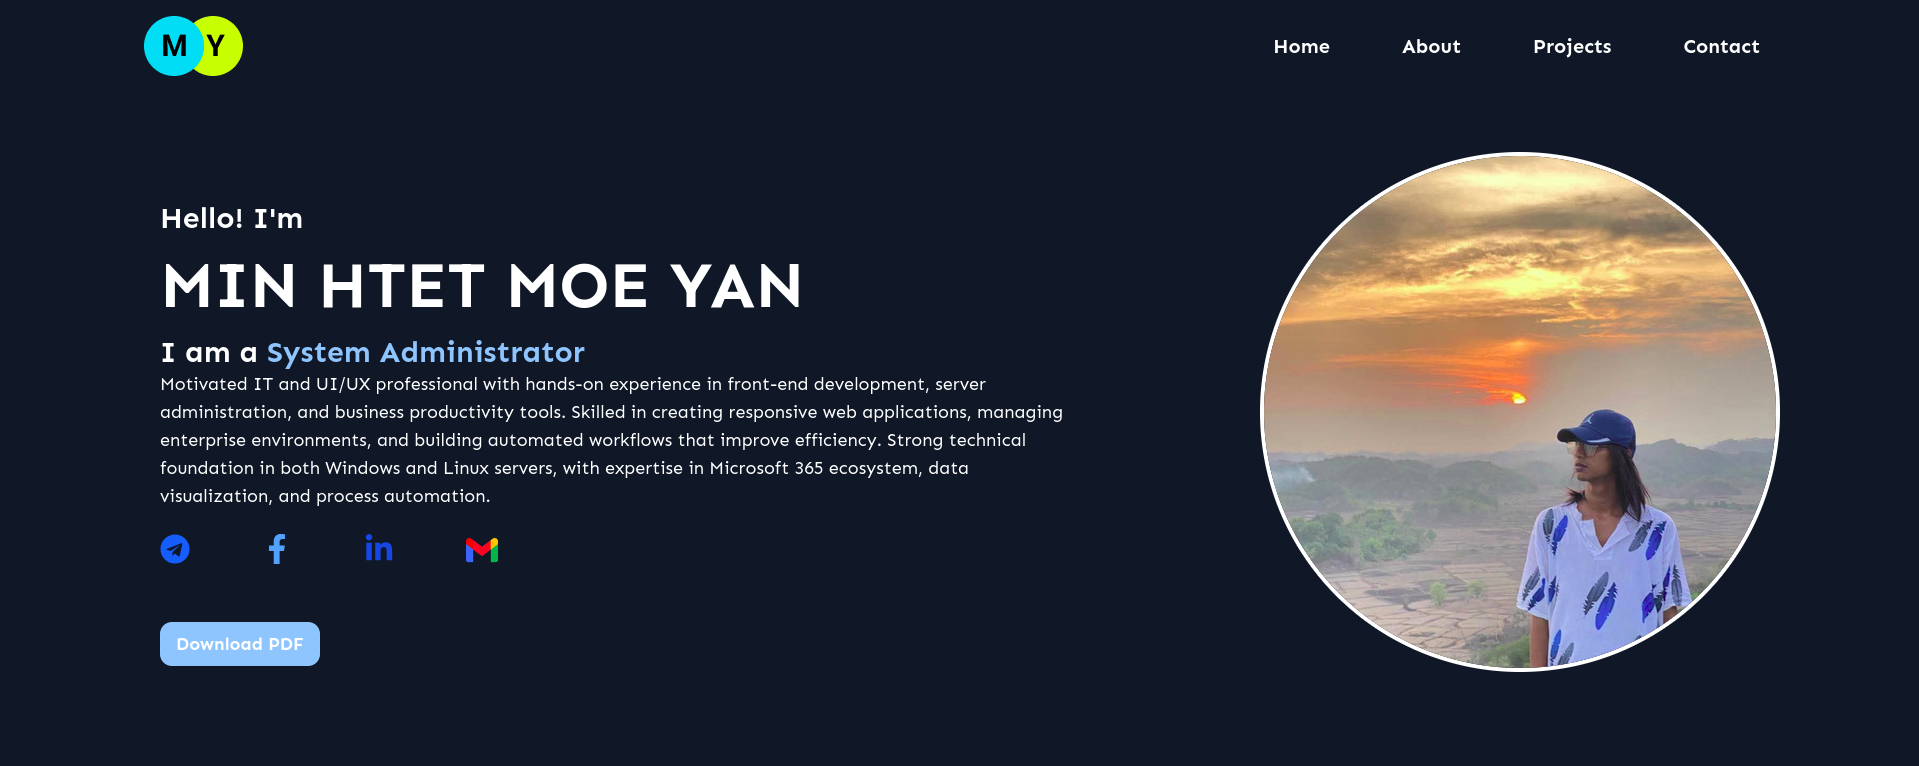 M Y
Home About Projects Contact
Hello! I'm
MIN HTET MOE YAN
I am a System Administrator
Motivated IT and UI/UX professional with hands-on experience in front-end development, server
administration, and business productivity tools. Skilled in creating responsive web applications, managing
enterprise environments, and building automated workflows that improve efficiency. Strong technical
foundation in both Windows and Linux servers, with expertise in Microsoft 365 ecosystem, data
visualization, and process automation.
Download PDF